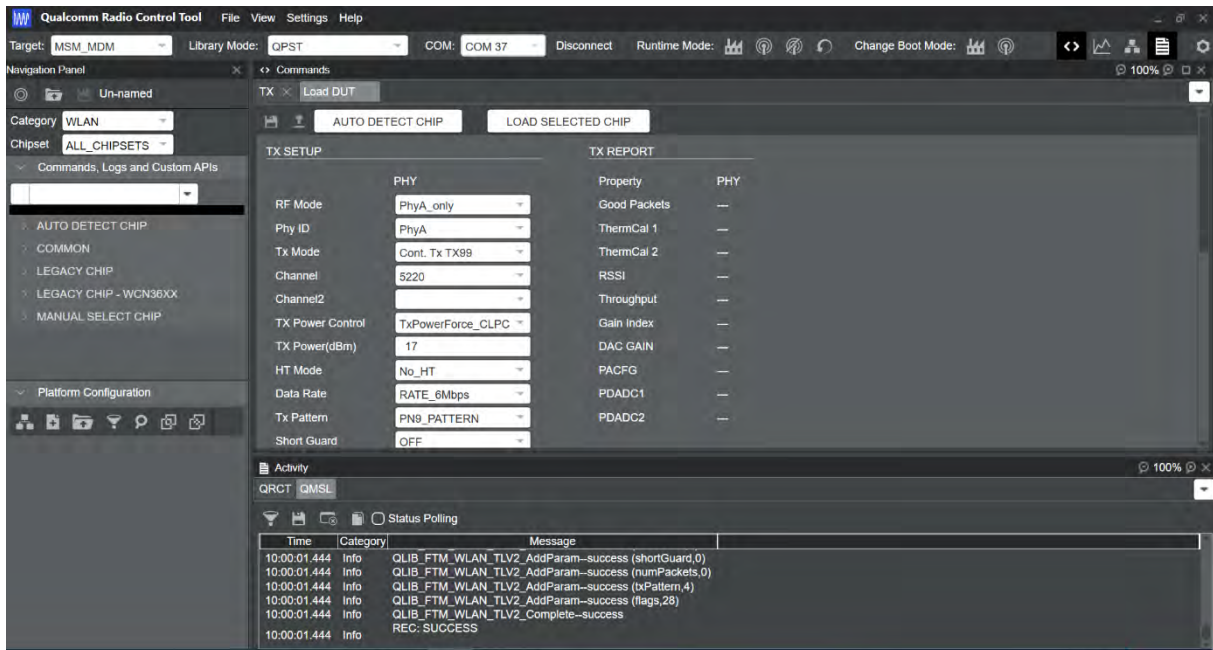 Qualcomm Radio Control Tool File View Settings Help
Target: MSM_MDM Library Mode: QPST COM: COM 37 Disconnect Runtime Mode: Change Boot Mode:
Navigation Panel
Un-named
Category WLAN
Chipset ALL_CHIPSETS
Commands, Logs and Custom APIs
AUTO DETECT CHIP
COMMON
LEGACY CHIP
LEGACY CHIP - WCN36XX
MANUAL SELECT CHIP
Platform Configuration
Commands 100%
TX Load DUT
AUTO DETECT CHIP LOAD SELECTED CHIP
TX SETUP
PHY
RF Mode PhyA_only
Phy ID PhyA
Tx Mode Cont. Tx TX99
Channel 5220
Channel2
TX Power Control TxPowerForce_CLPC
TX Power(dBm) 17
HT Mode No_HT
Data Rate RATE_6Mbps
Tx Pattern PN9_PATTERN
Short Guard OFF
TX REPORT
Property PHY
Good Packets ---
ThermCal 1 ---
ThermCal 2 ---
RSSI ---
Throughput ---
Gain Index ---
DAC GAIN ---
PACFG ---
PDADC1 ---
PDADC2 ---
Activity 100%
QRCT QMSL
Status Polling
Time Category Message
10:00:01.444 Info QLIB_FTM_WLAN_TLV2_AddParam--success (shortGuard,0)
10:00:01.444 Info QLIB_FTM_WLAN_TLV2_AddParam--success (numPackets,0)
10:00:01.444 Info QLIB_FTM_WLAN_TLV2_AddParam--success (txPattern,4)
10:00:01.444 Info QLIB_FTM_WLAN_TLV2_AddParam--success (flags,28)
10:00:01.444 Info QLIB_FTM_WLAN_TLV2_Complete--success
10:00:01.444 Info REC: SUCCESS